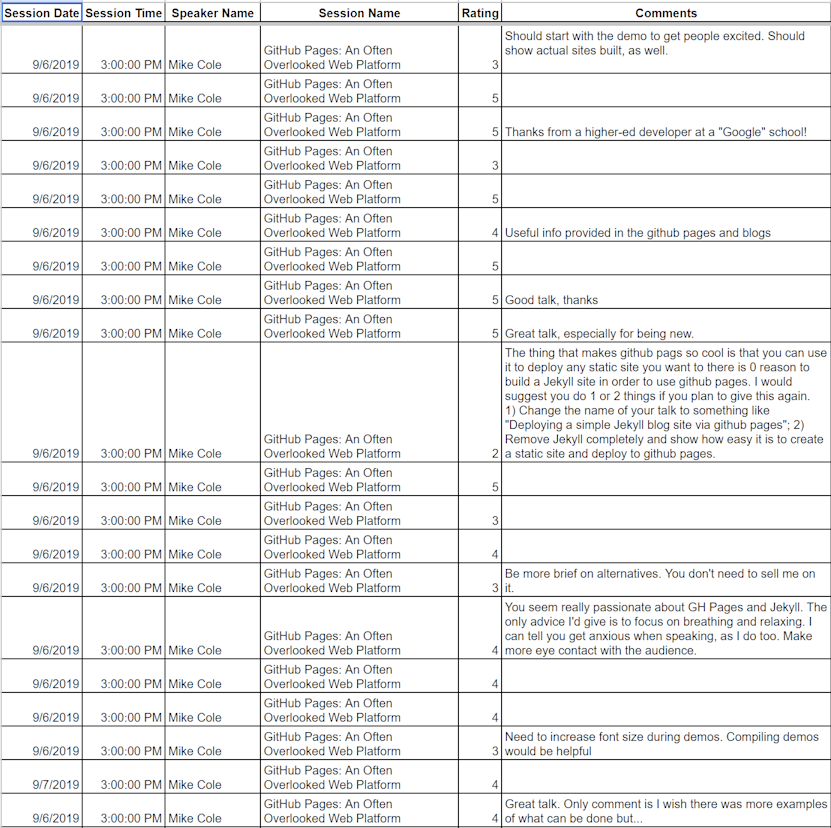 Session Date Session Time Speaker Name Session Name Rating Comments
Should start with the demo to get people excited. Should
GitHub Pages: An Often show actual sites built, as well.
9/6/2019 3:00:00 PM Mike Cole Overlooked Web Platform 3
GitHub Pages: An Often
9/6/2019 3:00:00 PM Mike Cole Overlooked Web Platform 5
GitHub Pages: An Often
9/6/2019 3:00:00 PM Mike Cole Overlooked Web Platform 5 Thanks from a higher-ed developer at a "Google" school!
GitHub Pages: An Often
9/6/2019 3:00:00 PM Mike Cole Overlooked Web Platform 3
GitHub Pages: An Often
9/6/2019 3:00:00 PM Mike Cole Overlooked Web Platform 5
GitHub Pages: An Often
9/6/2019 3:00:00 PM Mike Cole Overlooked Web Platform 4 Useful info provided in the github pages and blogs
GitHub Pages: An Often
9/6/2019 3:00:00 PM Mike Cole Overlooked Web Platform 5
GitHub Pages: An Often
9/6/2019 3:00:00 PM Mike Cole Overlooked Web Platform 5 Good talk, thanks
GitHub Pages: An Often
9/6/2019 3:00:00 PM Mike Cole Overlooked Web Platform 5 Great talk, especially for being new.
The thing that makes github pags so cool is that you can use
it to deploy any static site you want to there is 0 reason to
build a Jekyll site in order to use github pages. I would
suggest you do 1 or 2 things if you plan to give this again.
1) Change the name of your talk to something like
"Deploying a simple Jekyll blog site via github pages"; 2)
GitHub Pages: An Often Remove Jekyll completely and show how easy it is to create
9/6/2019 3:00:00 PM Mike Cole Overlooked Web Platform 2 a static site and deploy to github pages.
GitHub Pages: An Often
9/6/2019 3:00:00 PM Mike Cole Overlooked Web Platform 5
GitHub Pages: An Often
9/6/2019 3:00:00 PM Mike Cole Overlooked Web Platform 3
GitHub Pages: An Often
9/6/2019 3:00:00 PM Mike Cole Overlooked Web Platform 4
GitHub Pages: An Often Be more brief on alternatives. You don't need to sell me on
9/6/2019 3:00:00 PM Mike Cole Overlooked Web Platform 3 it.
You seem really passionate about GH Pages and Jekyll. The
only advice I'd give is to focus on breathing and relaxing. I
GitHub Pages: An Often can tell you get anxious when speaking, as I do too. Make
9/6/2019 3:00:00 PM Mike Cole Overlooked Web Platform 4 more eye contact with the audience.
GitHub Pages: An Often
9/6/2019 3:00:00 PM Mike Cole Overlooked Web Platform 4
GitHub Pages: An Often
9/6/2019 3:00:00 PM Mike Cole Overlooked Web Platform 4
GitHub Pages: An Often Need to increase font size during demos. Compiling demos
9/6/2019 3:00:00 PM Mike Cole Overlooked Web Platform 3 would be helpful
GitHub Pages: An Often
9/7/2019 3:00:00 PM Mike Cole Overlooked Web Platform 4
GitHub Pages: An Often Great talk. Only comment is I wish there was more examples
9/6/2019 3:00:00 PM Mike Cole Overlooked Web Platform 4 of what can be done but...